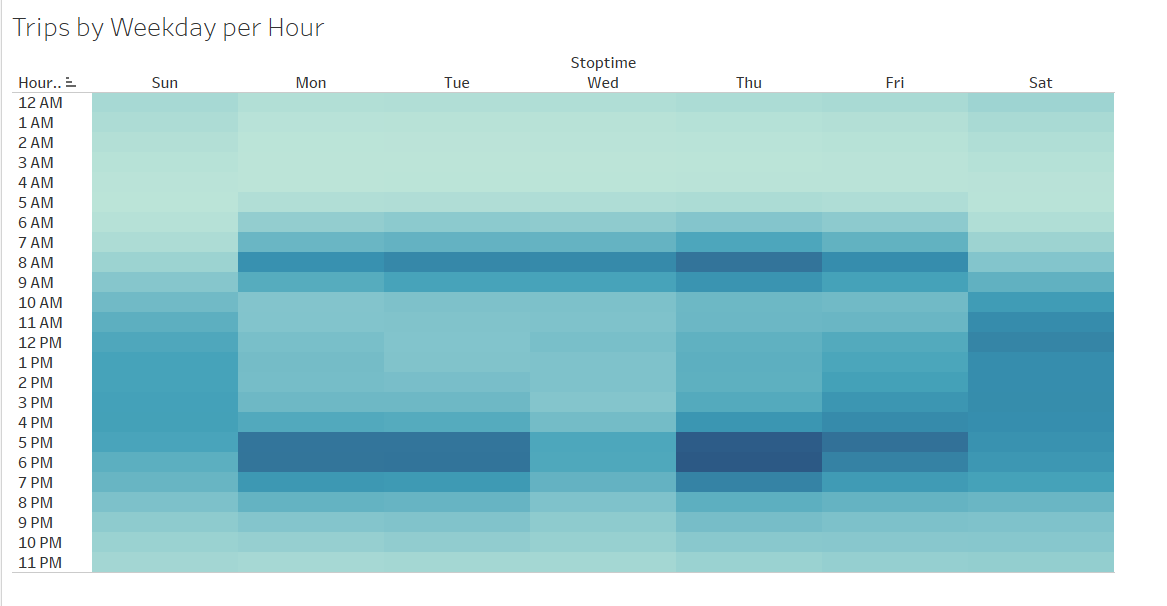 Trips by Weekday per Hour
Stoptime
Hour.. Sun Mon Tue Wed Thu Fri Sat
12 AM
1 AM
2 AM
3 AM
4 AM
5 AM
6 AM
7 AM
8 AM
9 AM
10 AM
11 AM
12 PM
1 PM
2 PM
3 PM
4 PM
5 PM
6 PM
7 PM
8 PM
9 PM
10 PM
11 PM